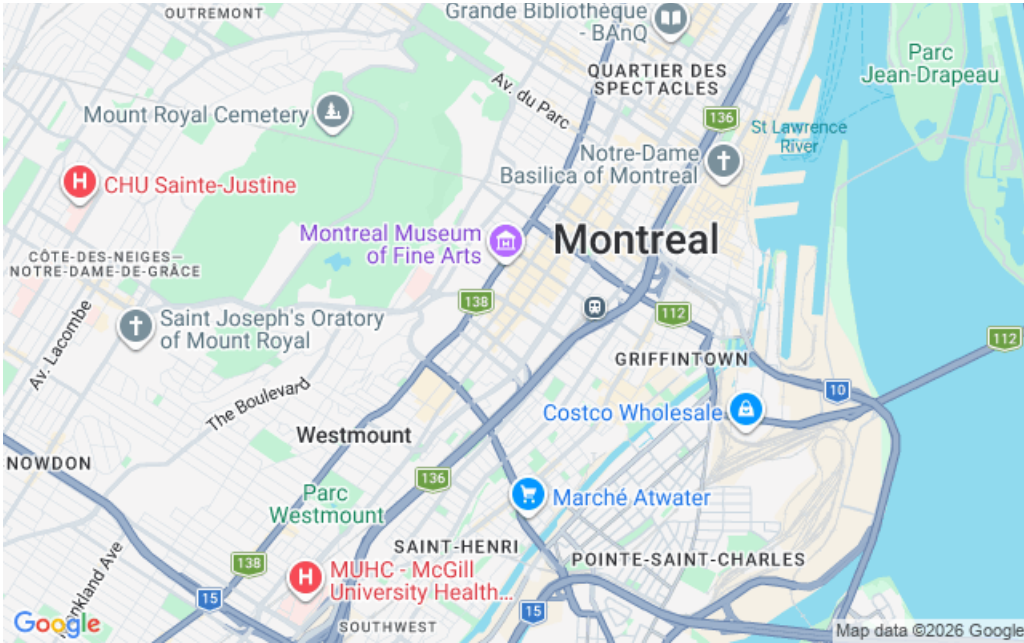 OUTREMONT
Grande Bibliothèque
- BAnQ
Parc
Jean-Drapeau
QUARTIER DES
SPECTACLES
Av. du Parc
Mount Royal Cemetery
136
St Lawrence
River
Notre-Dame
Basilica of Montreal
CHU Sainte-Justine
Montreal Museum
of Fine Arts
Montreal
CÔTE-DES-NEIGES—
NOTRE-DAME-DE-GRÂCE
138
112
Saint Joseph's Oratory
of Mount Royal
Av. Lacombe
112
GRIFFINTOWN
The Boulevard
10
Costco Wholesale
Westmount
NOWDON
136
Marché Atwater
Parc
Westmount
SAINT-HENRI
POINTE-SAINT-CHARLES
138
MUHC - McGill
University Health...
15
15
SOUTHWEST
Google
Map data ©2026 Google